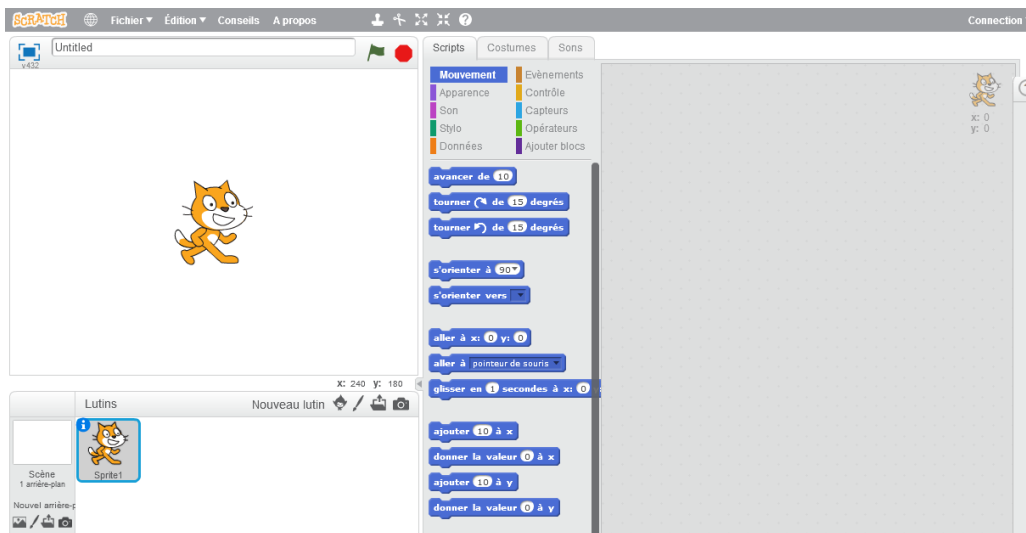 SCRATCH Fichier Édition Conseils A propos Connection
Untitled
v432
Scripts Costumes Sons
Mouvement Evènements
Apparence Contrôle
Son Capteurs
Stylo Opérateurs
Données Ajouter blocs
x: 0
y: 0
avancer de 10
tourner de 15 degrés
tourner de 15 degrés
s'orienter à 90
s'orienter vers
aller à x: 0 y: 0
aller à pointeur de souris
glisser en 1 secondes à x: 0
ajouter 10 à x
donner la valeur 0 à x
ajouter 10 à y
donner la valeur 0 à y
X: 240 y: 180
Lutins Nouveau lutin
Sprite1
Scène
1 arrière-plan
Nouvel arrière-p